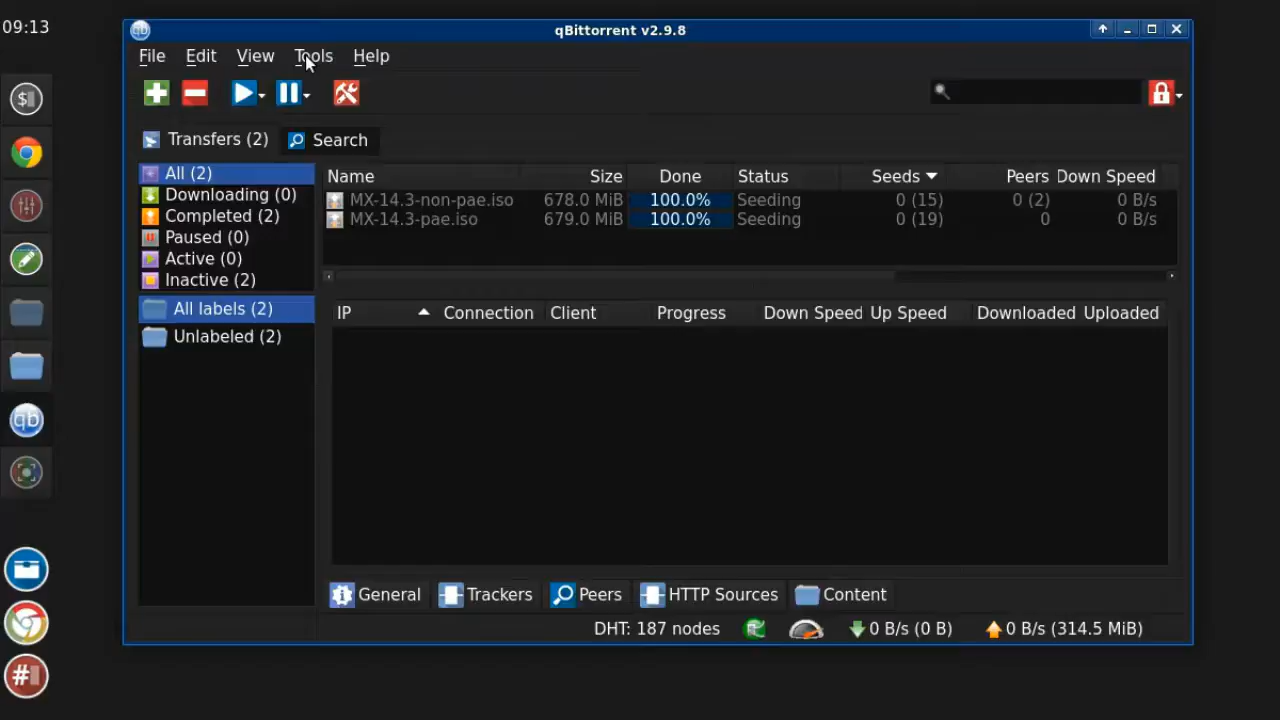 09:13
qBittorrent v2.9.8
File Edit View Tools Help
Transfers (2) Search
All (2)
Downloading (0)
Completed (2)
Paused (0)
Active (0)
Inactive (2)
All labels (2)
Unlabeled (2)
Name Size Done Status Seeds Peers Down Speed
MX-14.3-non-pae.iso 678.0 MiB 100.0% Seeding 0 (15) 0 (2) 0 B/s
MX-14.3-pae.iso 679.0 MiB 100.0% Seeding 0 (19) 0 0 B/s
IP Connection Client Progress Down Speed Up Speed Downloaded Uploaded
General Trackers Peers HTTP Sources Content
DHT: 187 nodes 0 B/s (0 B) 0 B/s (314.5 MiB)